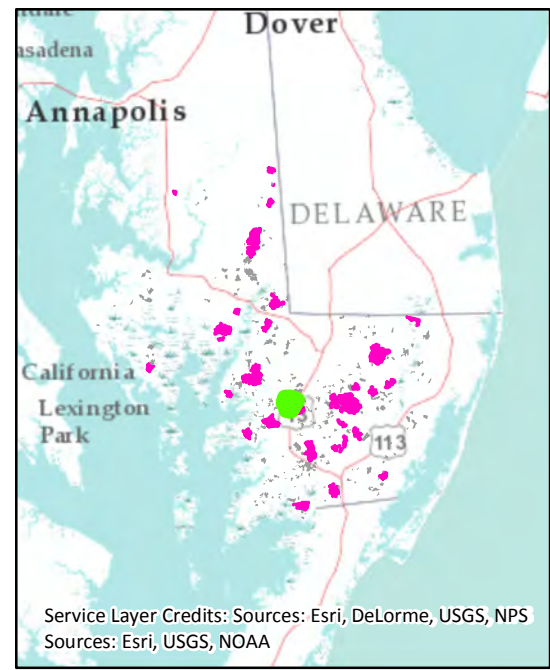 Dover
asadena
Annapolis
DELAWARE
California
Lexington
Park
113
Service Layer Credits: Sources: Esri, DeLorme, USGS, NPS
Sources: Esri, USGS, NOAA